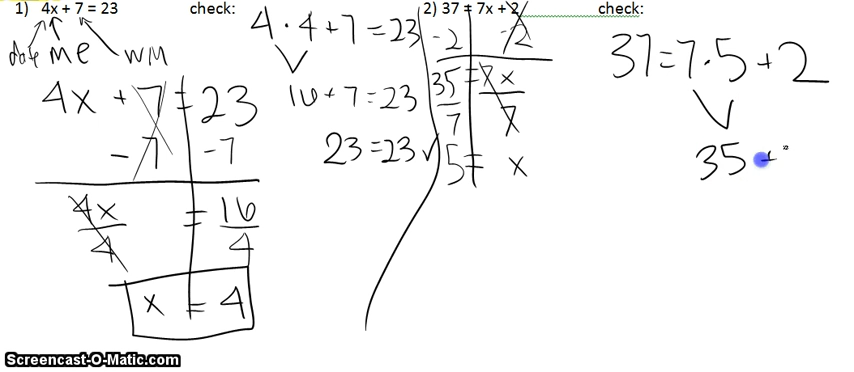 1) 4x + 7 = 23
check:
date me WM
4x + 7 = 23
- 7 -7
4x = 16
4 4
x = 4
4 · 4 + 7 = 23
16 + 7 = 23
23 = 23 ✓
2) 37 = 7x + 2
check:
-2 -2
35 = 7x
7 7
5 = x
37 = 7 · 5 + 2
35 +
Screencast-O-Matic.com